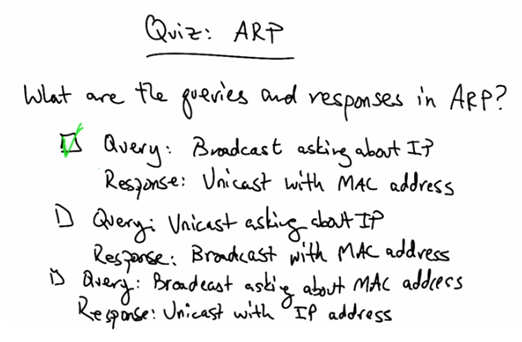 Quiz: ARP
What are the queries and responses in ARP?
Query: Broadcast asking about IP
Response: Unicast with MAC address
Query: Unicast asking about IP
Response: Broadcast with MAC address
Query: Broadcast asking about MAC address
Response: Unicast with IP address